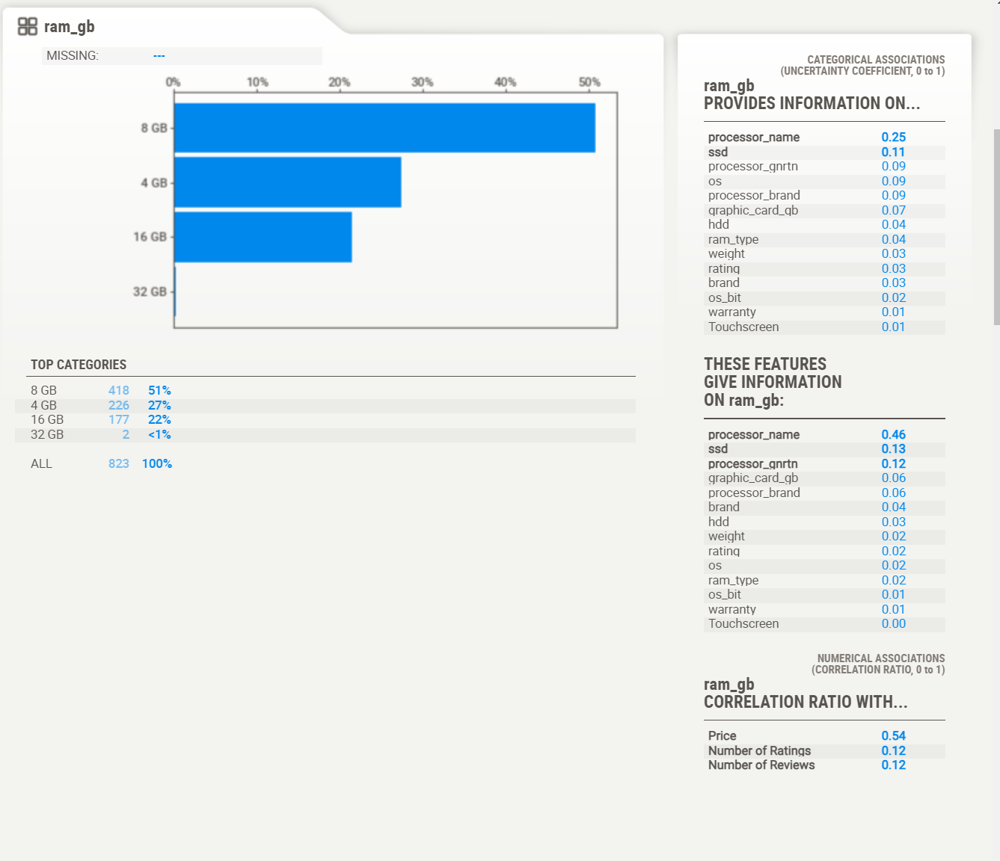 ram_gb
MISSING: ---
0% 10% 20% 30% 40% 50%
8 GB
4 GB
16 GB
32 GB
TOP CATEGORIES
8 GB 418 51%
4 GB 226 27%
16 GB 177 22%
32 GB 2 <1%
ALL 823 100%
CATEGORICAL ASSOCIATIONS
(UNCERTAINTY COEFFICIENT, 0 to 1)
ram_gb
PROVIDES INFORMATION ON...
processor_name 0.25
ssd 0.11
processor_gnrtn 0.09
os 0.09
processor_brand 0.09
graphic_card_gb 0.07
hdd 0.04
ram_type 0.04
weight 0.03
rating 0.03
brand 0.03
os_bit 0.02
warranty 0.01
Touchscreen 0.01
THESE FEATURES
GIVE INFORMATION
ON ram_gb:
processor_name 0.46
ssd 0.13
processor_gnrtn 0.12
graphic_card_gb 0.06
processor_brand 0.06
brand 0.04
hdd 0.03
weight 0.02
rating 0.02
os 0.02
ram_type 0.02
os_bit 0.01
warranty 0.01
Touchscreen 0.00
NUMERICAL ASSOCIATIONS
(CORRELATION RATIO, 0 to 1)
ram_gb
CORRELATION RATIO WITH...
Price 0.54
Number of Ratings 0.12
Number of Reviews 0.12